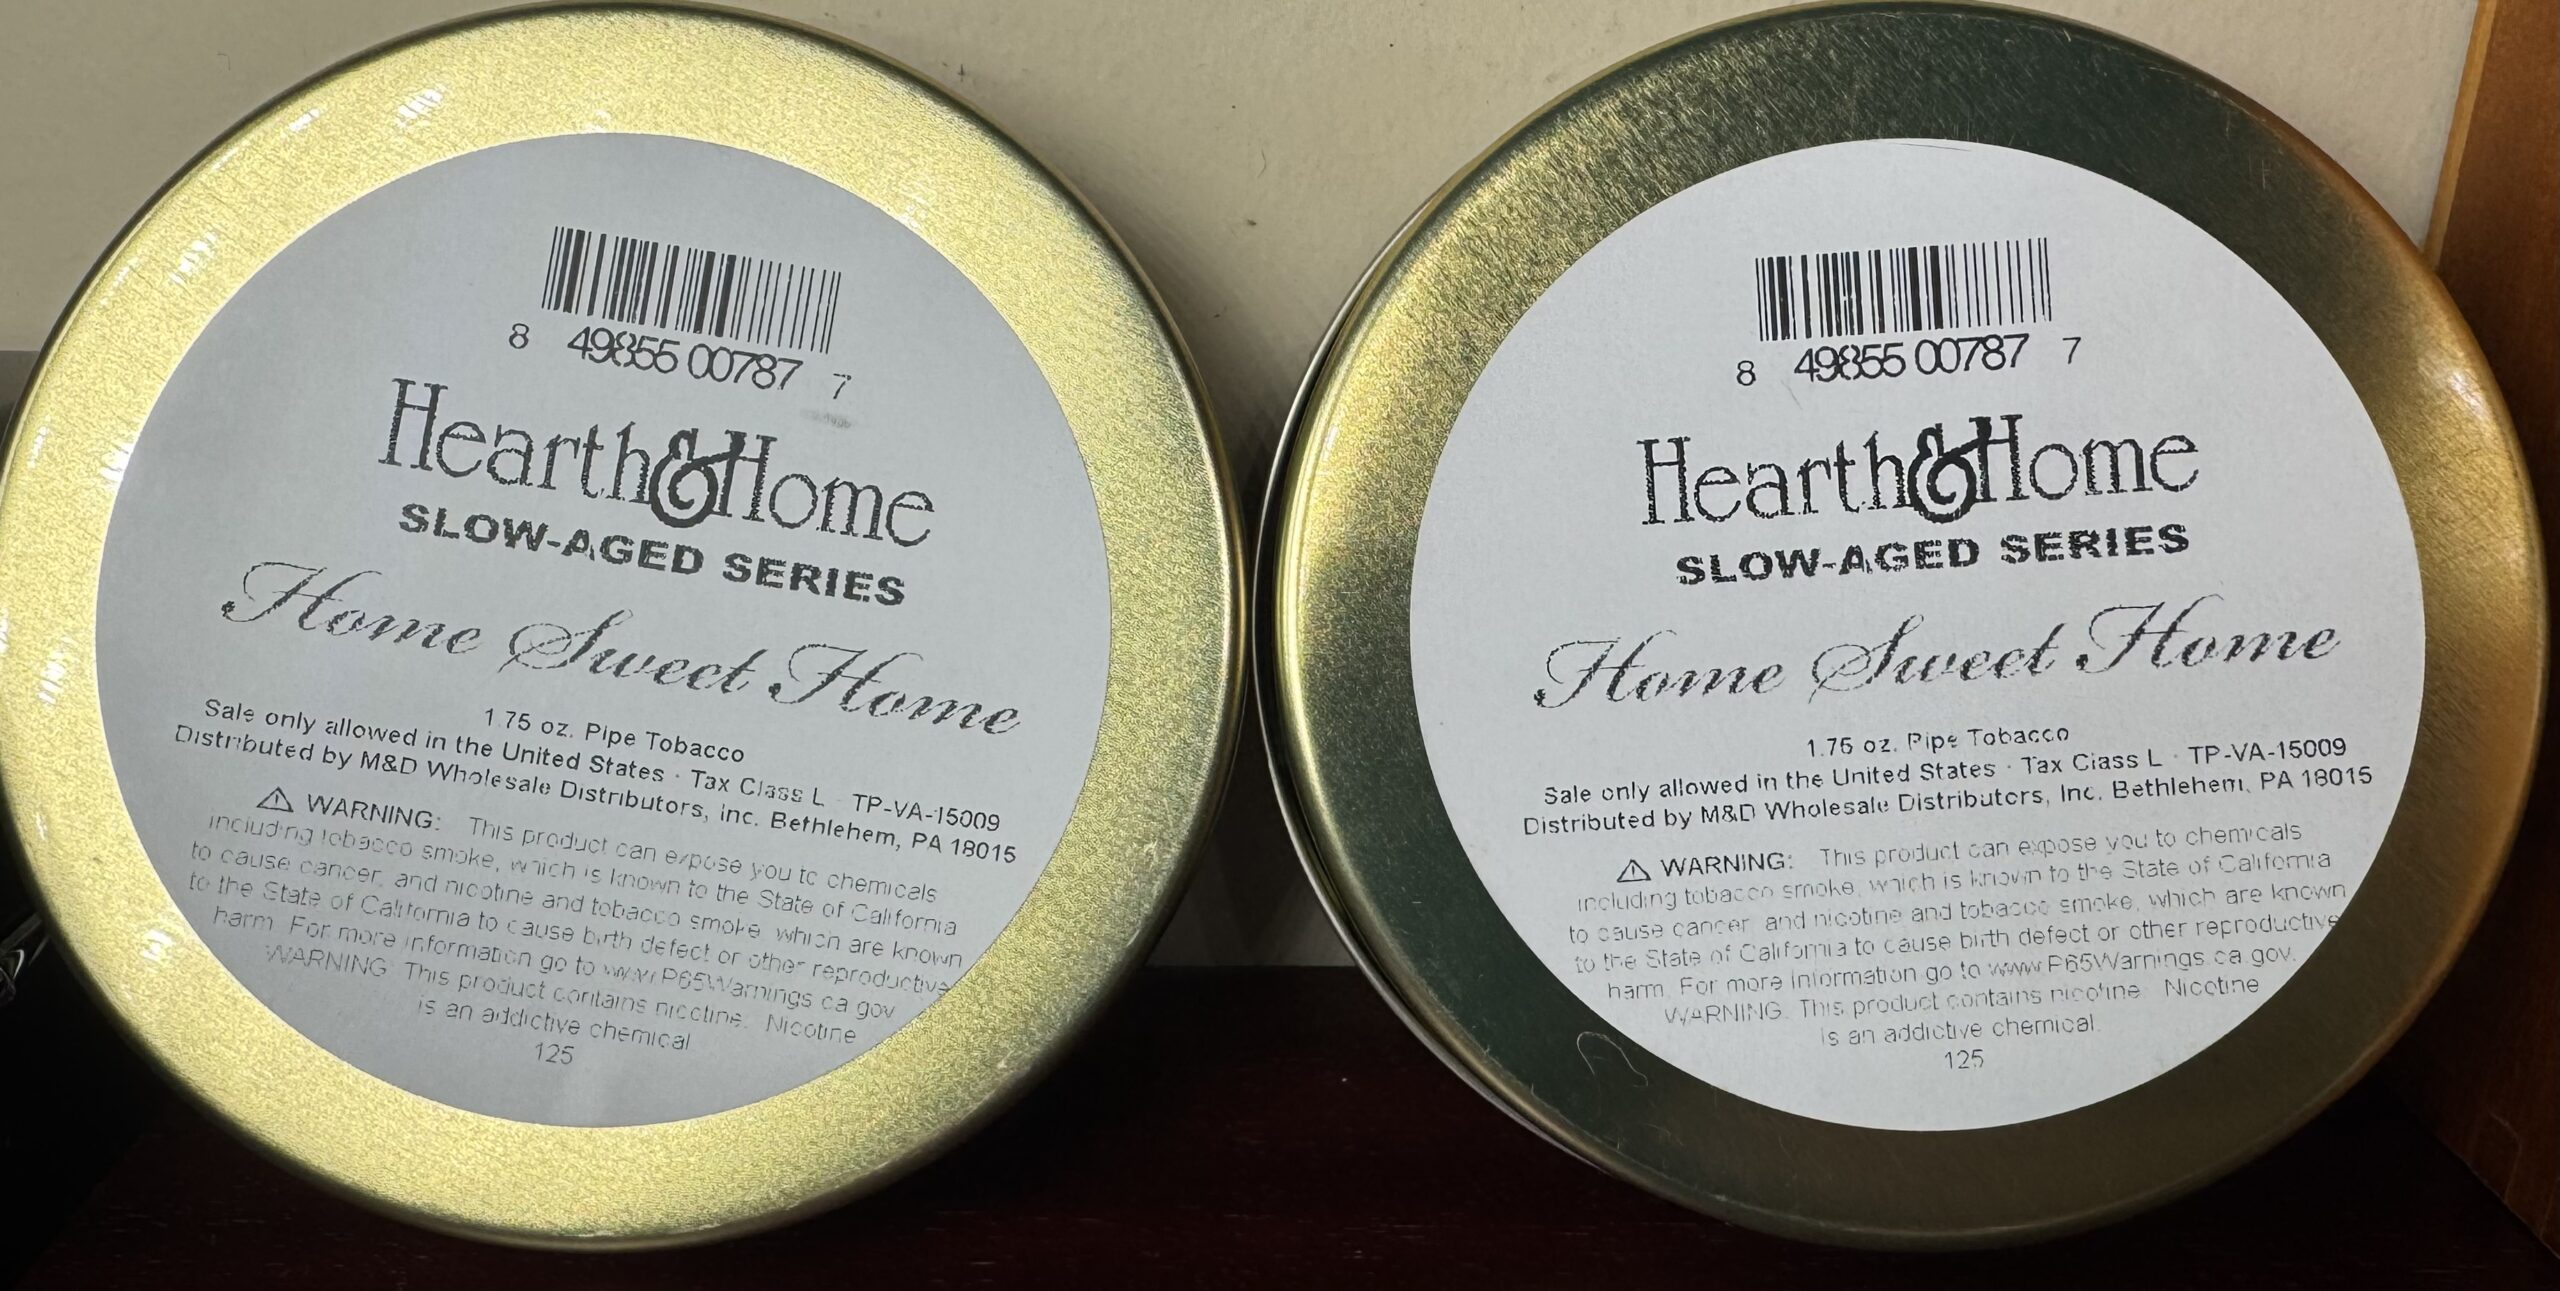 8 49855 00787 7
Hearth & Home
SLOW-AGED SERIES
Home Sweet Home
1.75 oz. Pipe Tobacco
Sale only allowed in the United States · Tax Class L · TP-VA-15009
Distributed by M&D Wholesale Distributors, Inc. Bethlehem, PA 18015
⚠ WARNING: This product can expose you to chemicals
including tobacco smoke, which is known to the State of California
to cause cancer, and nicotine and tobacco smoke, which are known
to the State of California to cause birth defect or other reproductive
harm. For more information go to www.P65Warnings.ca.gov
WARNING: This product contains nicotine. Nicotine
is an addictive chemical
125
8 49855 00787 7
Hearth & Home
SLOW-AGED SERIES
Home Sweet Home
1.75 oz. Pipe Tobacco
Sale only allowed in the United States · Tax Class L · TP-VA-15009
Distributed by M&D Wholesale Distributors, Inc. Bethlehem, PA 18015
⚠ WARNING: This product can expose you to chemicals
including tobacco smoke, which is known to the State of California
to cause cancer, and nicotine and tobacco smoke, which are known
to the State of California to cause birth defect or other reproductive
harm. For more information go to www.P65Warnings.ca.gov.
WARNING: This product contains nicotine. Nicotine
is an addictive chemical.
125